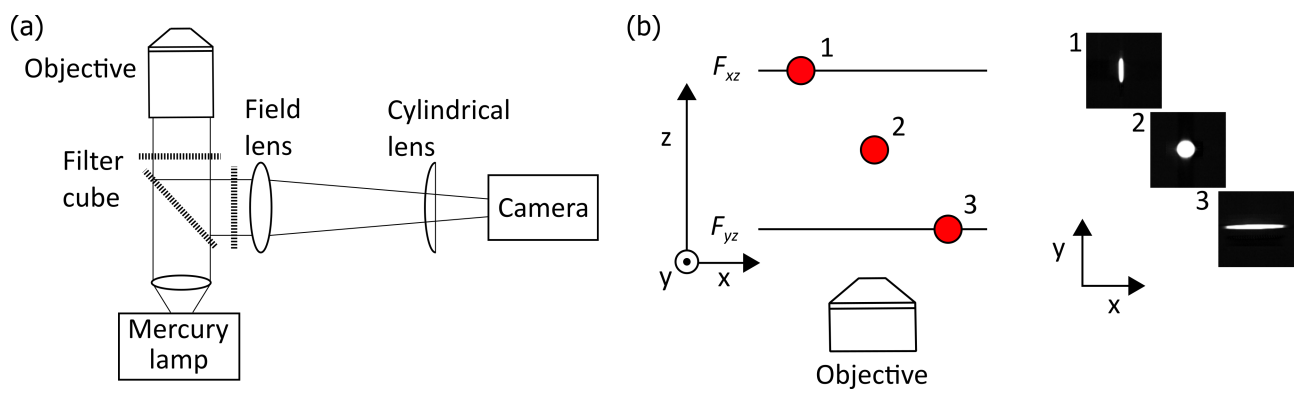 (a)
Objective
Field
lens
Cylindrical
lens
Filter
cube
Camera
Mercury
lamp
(b)
F_xz
1
2
z
F_yz
3
y
x
Objective
1
2
3
y
x